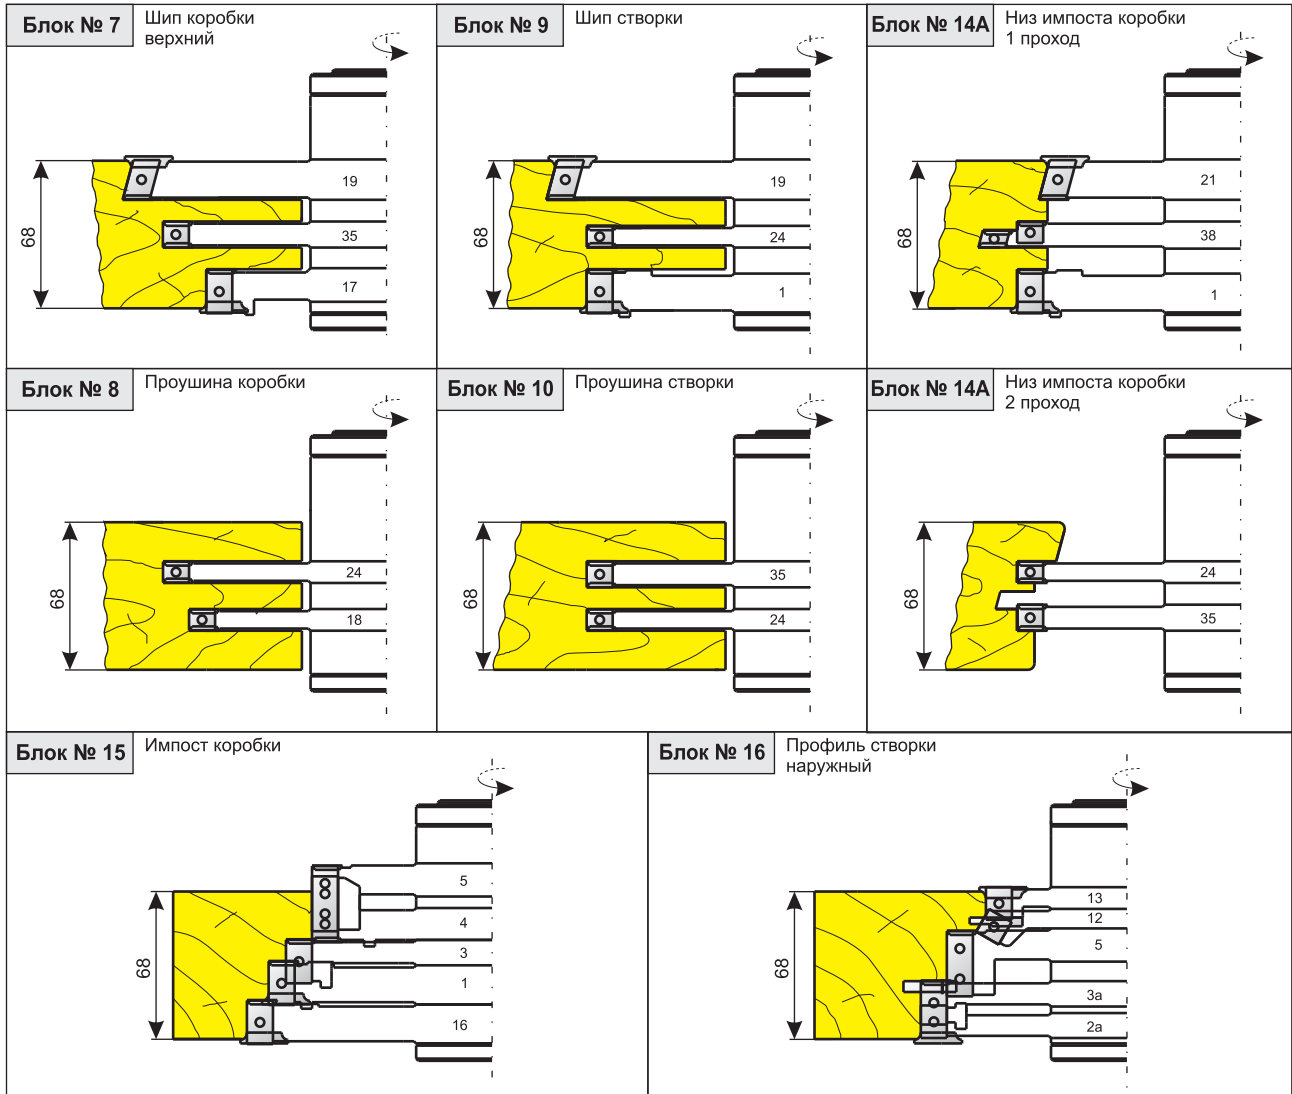 Блок № 7
Шип коробки
верхний
68
19
35
17
Блок № 9
Шип створки
68
19
24
1
Блок № 14А
Низ импоста коробки
1 проход
68
21
38
1
Блок № 8
Проушина коробки
68
24
18
Блок № 10
Проушина створки
68
35
24
Блок № 14А
Низ импоста коробки
2 проход
68
24
35
Блок № 15
Импост коробки
68
5
4
3
1
16
Блок № 16
Профиль створки
наружный
68
13
12
5
3а
2а